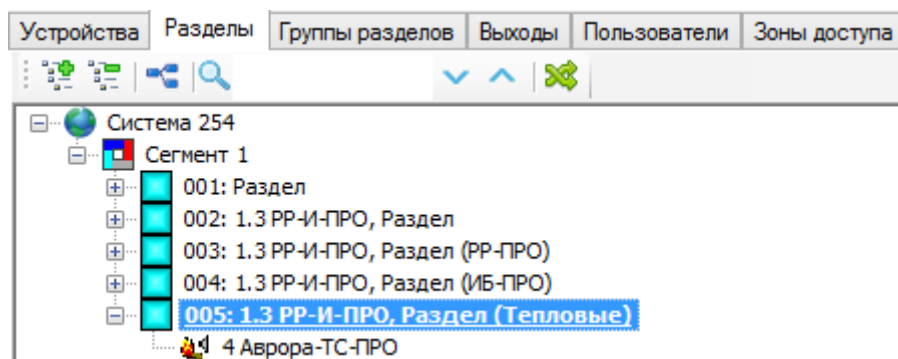 Устройства Разделы Группы разделов Выходы Пользователи Зоны доступа
Система 254
Сегмент 1
001: Раздел
002: 1.3 РР-И-ПРО, Раздел
003: 1.3 РР-И-ПРО, Раздел (РР-ПРО)
004: 1.3 РР-И-ПРО, Раздел (ИБ-ПРО)
005: 1.3 РР-И-ПРО, Раздел (Тепловые)
4 Аврора-ТС-ПРО